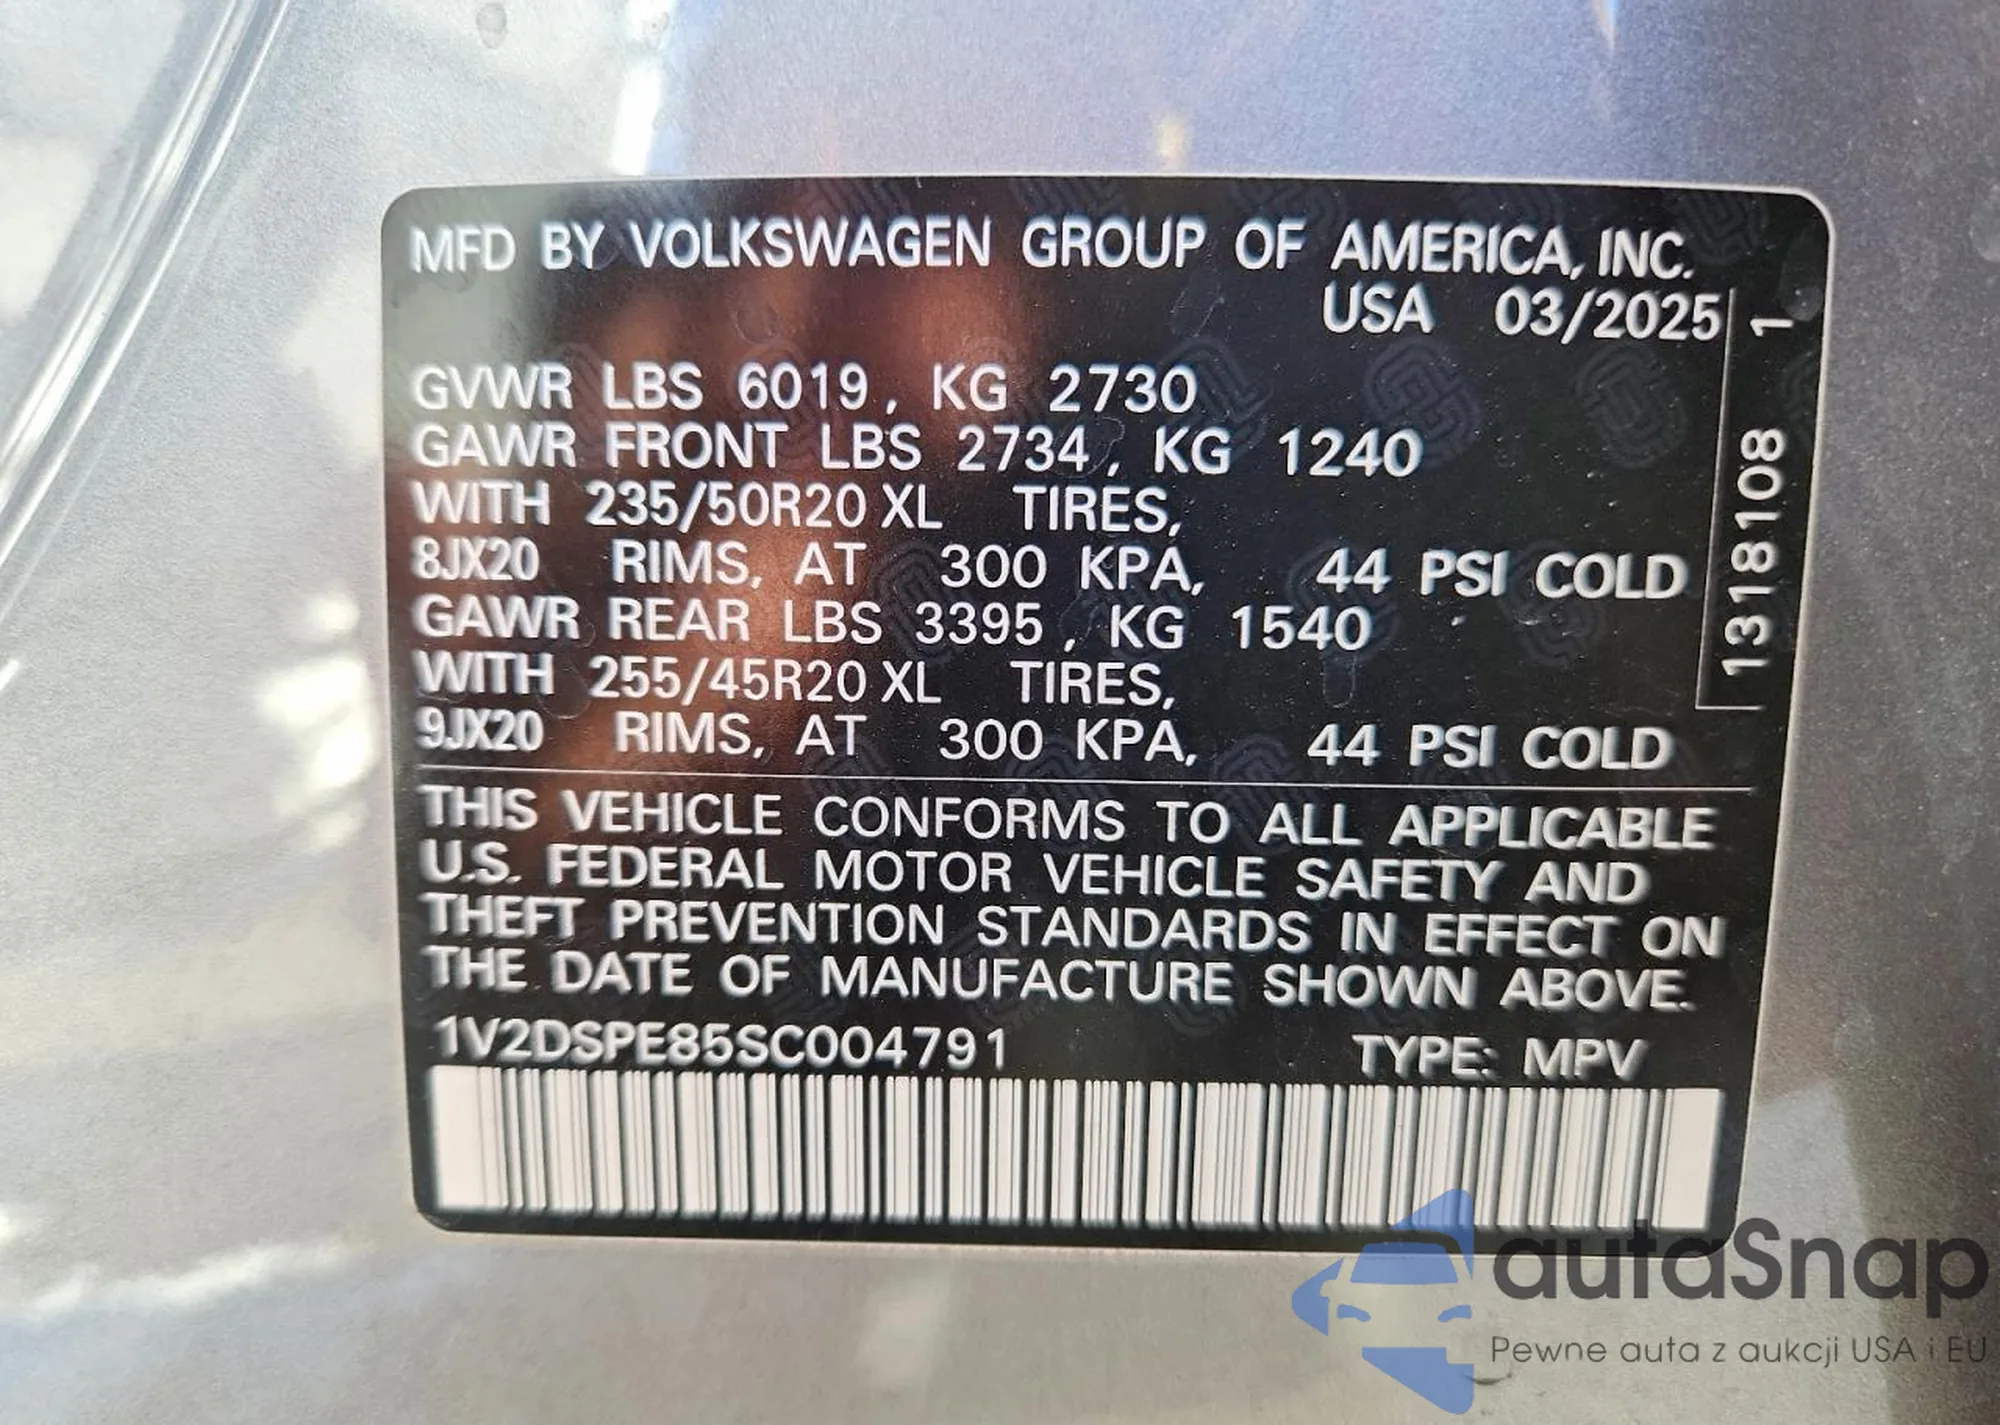 MFD BY VOLKSWAGEN GROUP OF AMERICA, INC.
USA 03/2025
GVWR LBS 6019, KG 2730
GAWR FRONT LBS 2734, KG 1240
WITH 235/50R20 XL TIRES,
8JX20 RIMS, AT 300 KPA, 44 PSI COLD
GAWR REAR LBS 3395, KG 1540
WITH 255/45R20 XL TIRES,
9JX20 RIMS, AT 300 KPA, 44 PSI COLD
1318108 1
THIS VEHICLE CONFORMS TO ALL APPLICABLE
U.S. FEDERAL MOTOR VEHICLE SAFETY AND
THEFT PREVENTION STANDARDS IN EFFECT ON
THE DATE OF MANUFACTURE SHOWN ABOVE.
1V2DSPE85SC004791 TYPE: MPV
autaSnap
Pewne auta z aukcji USA i EU